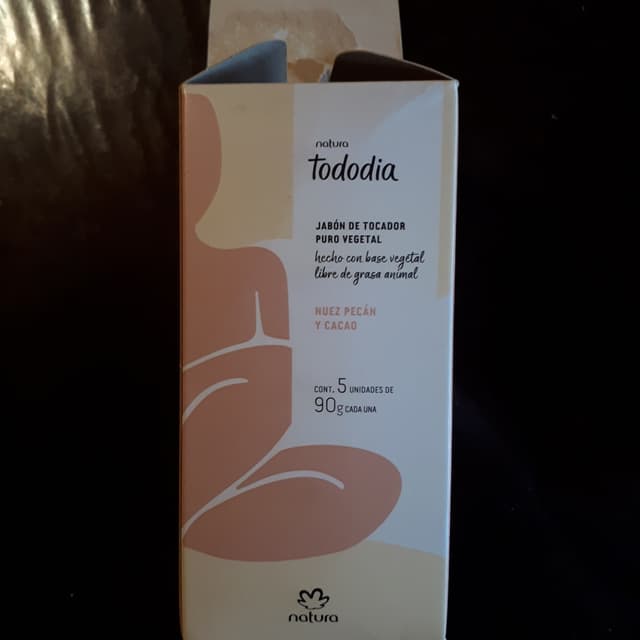 natura
tododia
JABÓN DE TOCADOR
PURO VEGETAL
hecho con base vegetal
libre de grasa animal
NUEZ PECÁN
Y CACAO
CONT. 5 UNIDADES DE
90g CADA UNA
natura